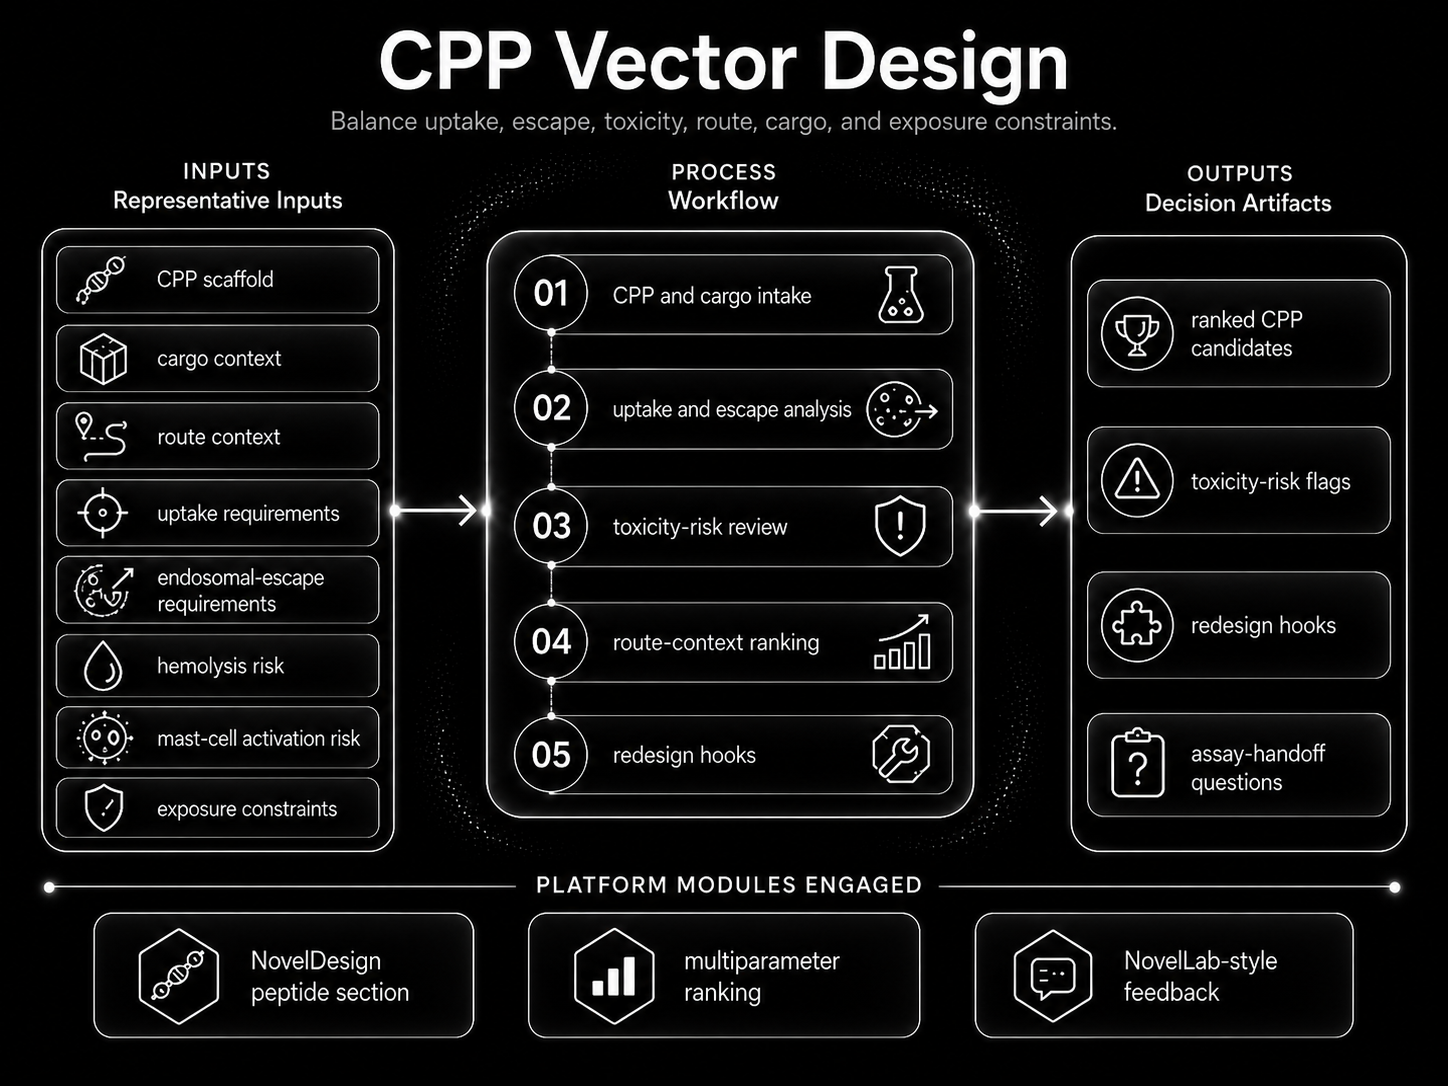 CPP Vector Design
Balance uptake, escape, toxicity, route, cargo, and exposure constraints.
INPUTS
Representative Inputs
CPP scaffold
cargo context
route context
uptake requirements
endosomal-escape
requirements
hemolysis risk
mast-cell activation risk
exposure constraints
PROCESS
Workflow
01
CPP and cargo intake
02
uptake and escape analysis
03
toxicity-risk review
04
route-context ranking
05
redesign hooks
OUTPUTS
Decision Artifacts
ranked CPP
candidates
toxicity-risk flags
redesign hooks
assay-handoff
questions
PLATFORM MODULES ENGAGED
NovelDesign
peptide section
multiparameter
ranking
NovelLab-style
feedback